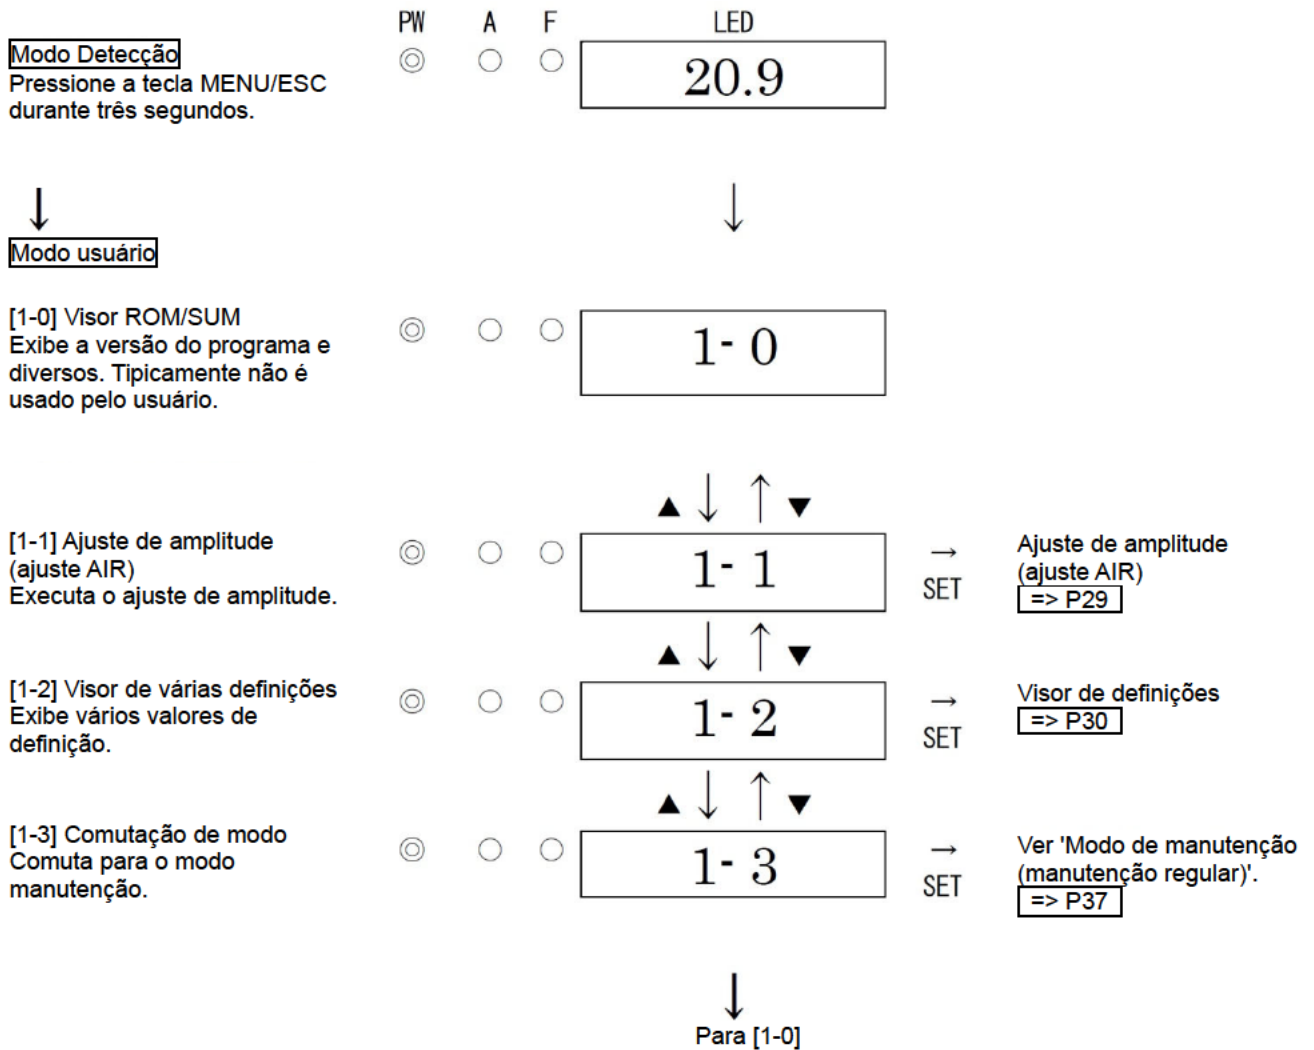 PW A F LED
Modo Detecção
Pressione a tecla MENU/ESC
durante três segundos.
20.9
↓ ↓
Modo usuário
[1-0] Visor ROM/SUM
Exibe a versão do programa e
diversos. Tipicamente não é
usado pelo usuário.
1- 0
▲ ↓ ↑ ▼
[1-1] Ajuste de amplitude
(ajuste AIR)
Executa o ajuste de amplitude.
1- 1
→
SET
Ajuste de amplitude
(ajuste AIR)
=> P29
▲ ↓ ↑ ▼
[1-2] Visor de várias definições
Exibe vários valores de
definição.
1- 2
→
SET
Visor de definições
=> P30
▲ ↓ ↑ ▼
[1-3] Comutação de modo
Comuta para o modo
manutenção.
1- 3
→
SET
Ver 'Modo de manutenção
(manutenção regular)'.
=> P37
↓
Para [1-0]